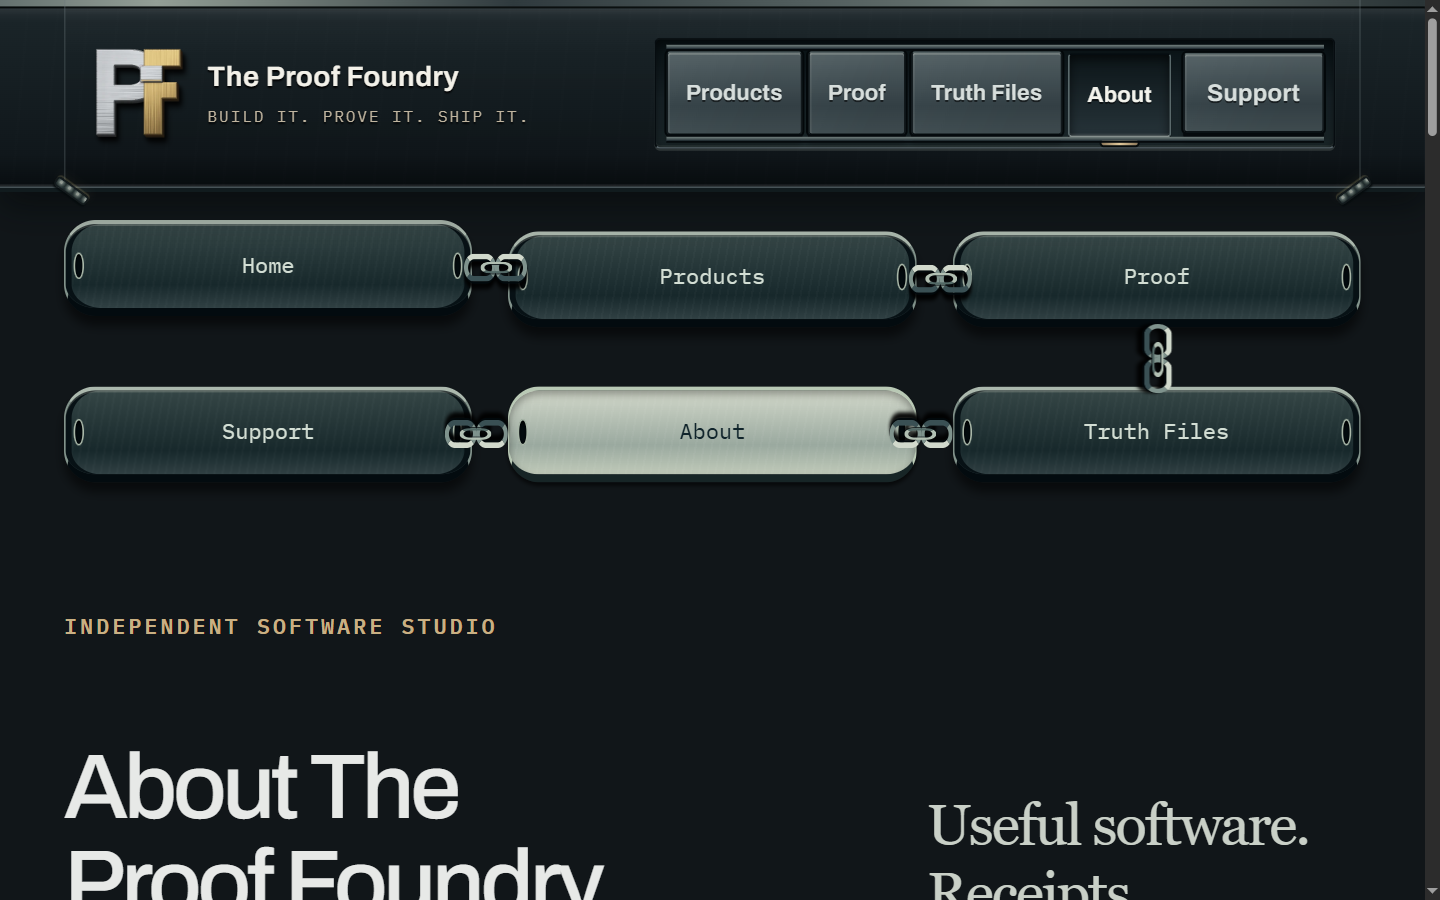 PF
The Proof Foundry
BUILD IT. PROVE IT. SHIP IT.
Products
Proof
Truth Files
About
Support
Home
Products
Proof
Support
About
Truth Files
INDEPENDENT SOFTWARE STUDIO
About The
Proof Foundry
Useful software.
Receipts